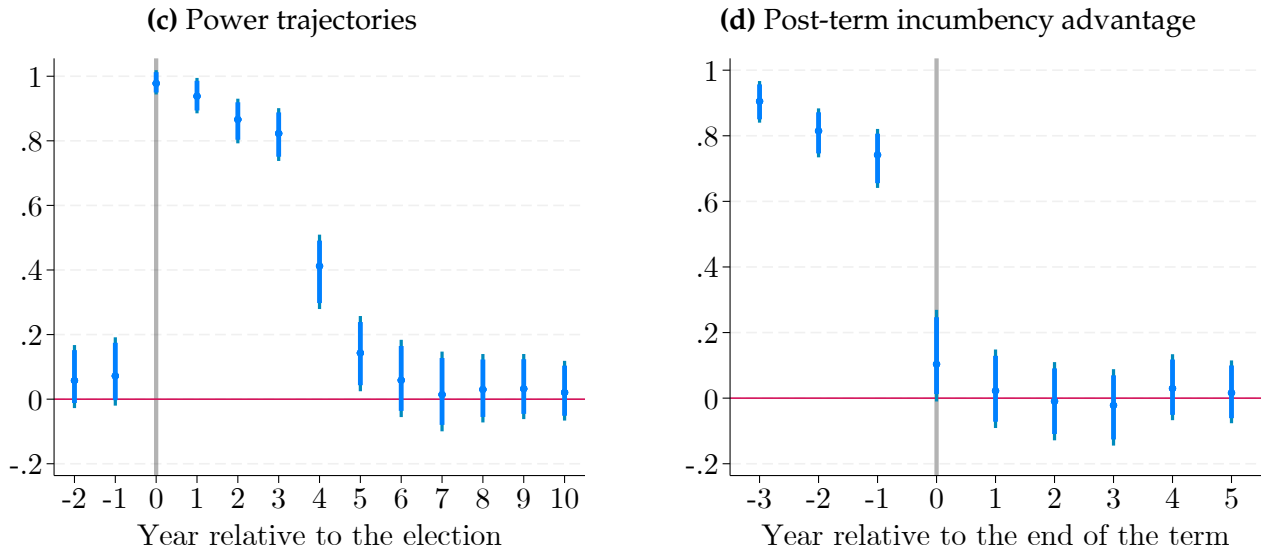 (c) Power trajectories
1
.8
.6
.4
.2
0
-.2
-2 -1 0 1 2 3 4 5 6 7 8 9 10
Year relative to the election
(d) Post-term incumbency advantage
1
.8
.6
.4
.2
0
-.2
-3 -2 -1 0 1 2 3 4 5
Year relative to the end of the term